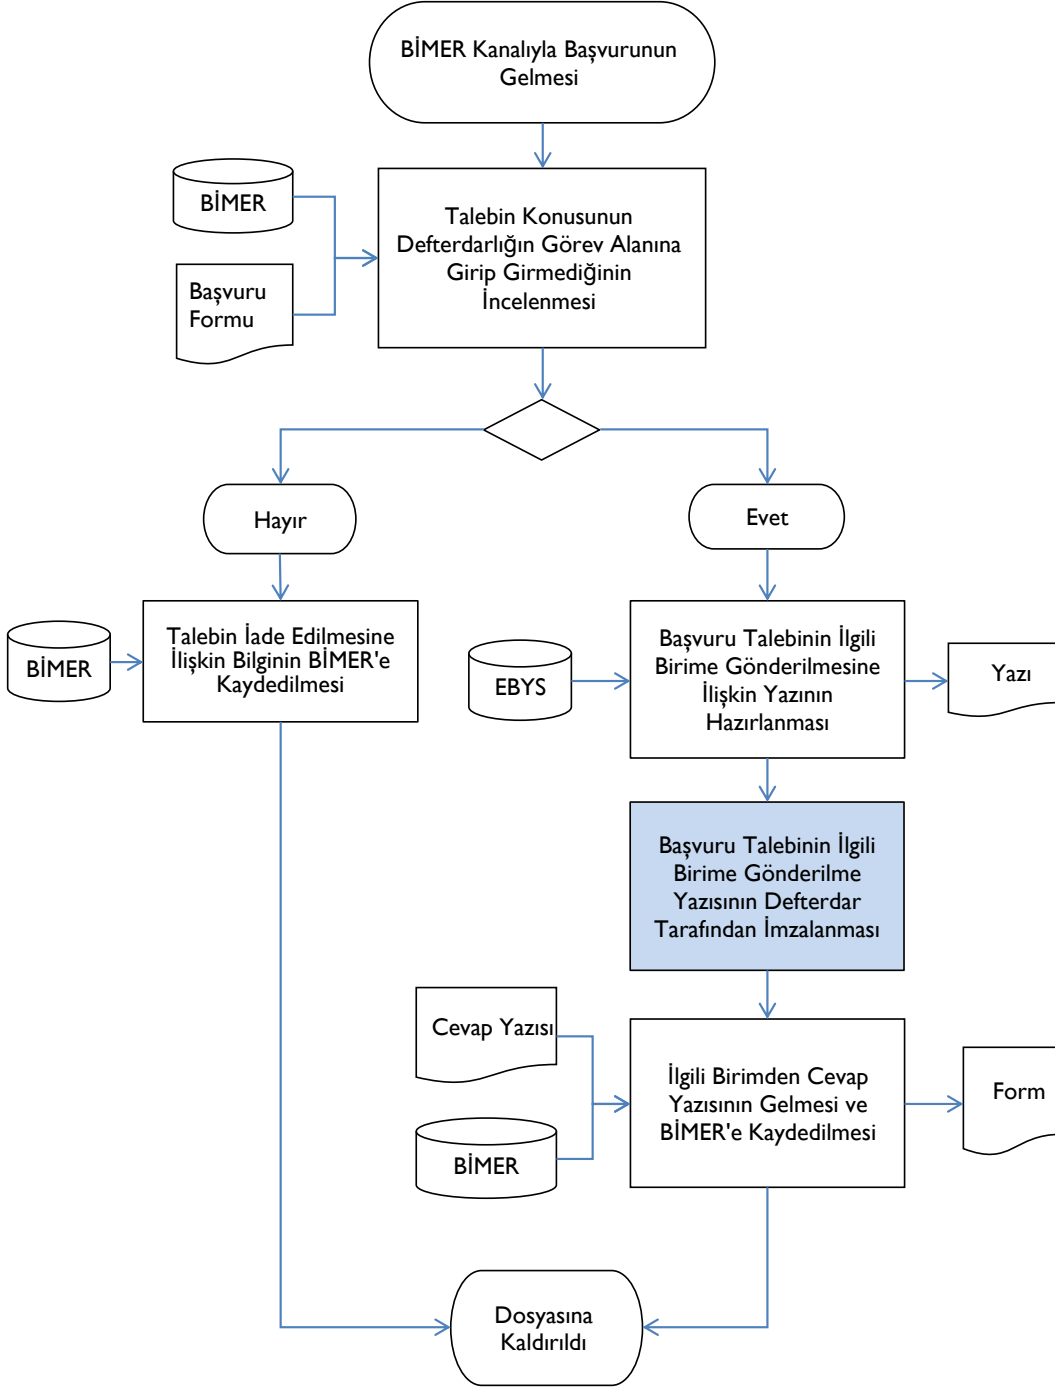 BİMER Kanalıyla Başvurunun
Gelmesi
BİMER
Talebin Konusunun
Defterdarlığın Görev Alanına
Girip Girmediğinin
İncelenmesi
Başvuru
Formu
Hayır
Evet
BİMER
Talebin İade Edilmesine
İlişkin Bilginin BİMER'e
Kaydedilmesi
EBYS
Başvuru Talebinin İlgili
Birime Gönderilmesine
İlişkin Yazının
Hazırlanması
Yazı
Başvuru Talebinin İlgili
Birime Gönderilme
Yazısının Defterdar
Tarafından İmzalanması
Cevap Yazısı
BİMER
İlgili Birimden Cevap
Yazısının Gelmesi ve
BİMER'e Kaydedilmesi
Form
Dosyasına
Kaldırıldı